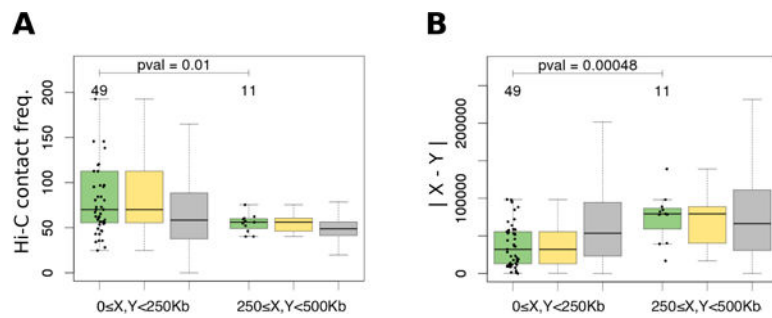 A
pval = 0.01
49 11
Hi-C contact freq.
200
150
100
50
0
0≤X,Y<250Kb 250≤X,Y<500Kb
B
pval = 0.00048
49 11
| X - Y |
200000
100000
0
0≤X,Y<250Kb 250≤X,Y<500Kb